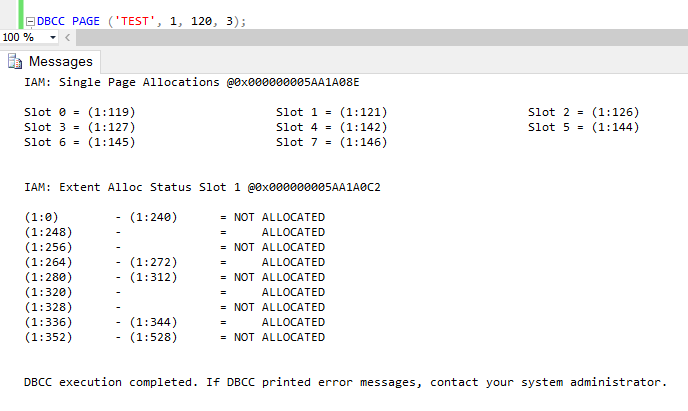 DBCC PAGE ('TEST', 1, 120, 3);
100 %
Messages
IAM: Single Page Allocations @0x000000005AA1A08E
Slot 0 = (1:119) Slot 1 = (1:121) Slot 2 = (1:126)
Slot 3 = (1:127) Slot 4 = (1:142) Slot 5 = (1:144)
Slot 6 = (1:145) Slot 7 = (1:146)
IAM: Extent Alloc Status Slot 1 @0x000000005AA1A0C2
(1:0) - (1:240) = NOT ALLOCATED
(1:248) - = ALLOCATED
(1:256) - = NOT ALLOCATED
(1:264) - (1:272) = ALLOCATED
(1:280) - (1:312) = NOT ALLOCATED
(1:320) - = ALLOCATED
(1:328) - = NOT ALLOCATED
(1:336) - (1:344) = ALLOCATED
(1:352) - (1:528) = NOT ALLOCATED
DBCC execution completed. If DBCC printed error messages, contact your system administrator.